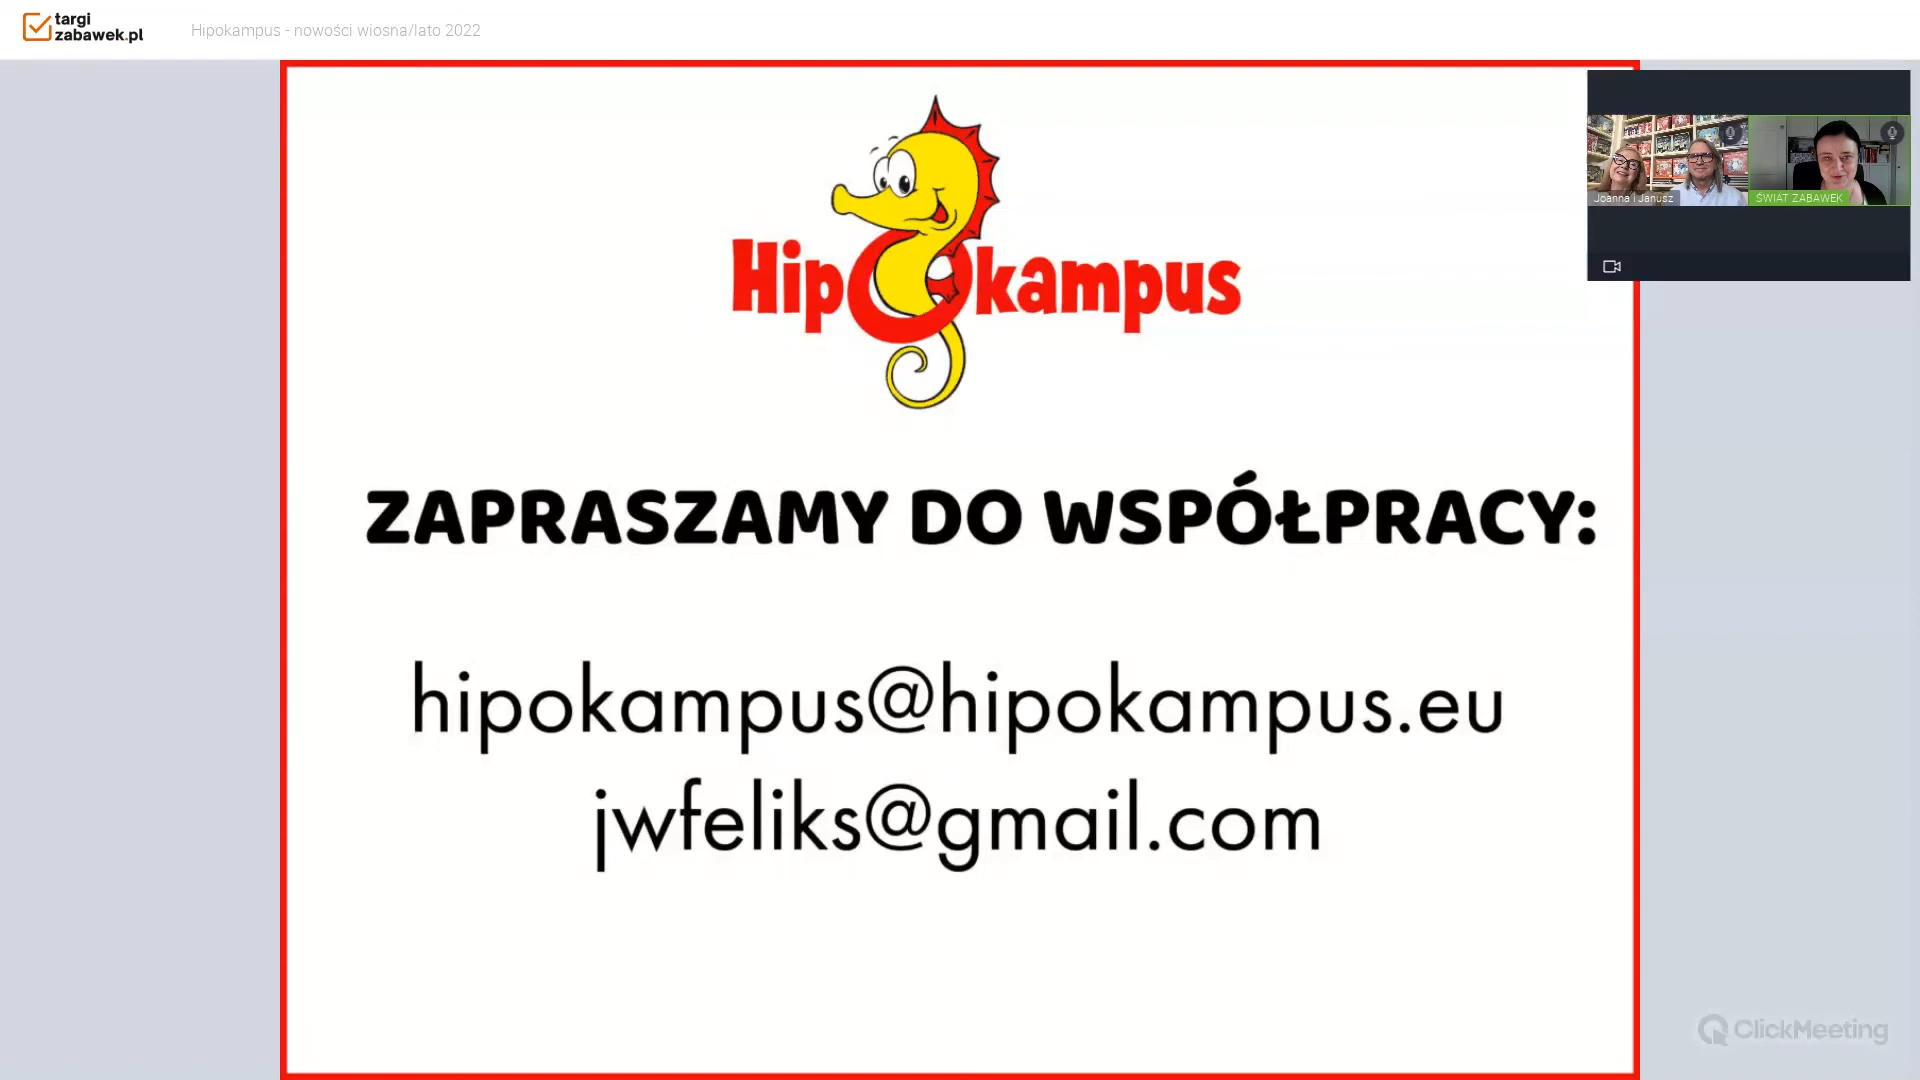 targi
zabawek.pl
Hipokampus - nowości wiosna/lato 2022
Hipokampus
Joanna i Janusz
ŚWIAT ZABAWEK
ZAPRASZAMY DO WSPÓŁPRACY:
hipokampus@hipokampus.eu
jwfeliks@gmail.com
ClickMeeting